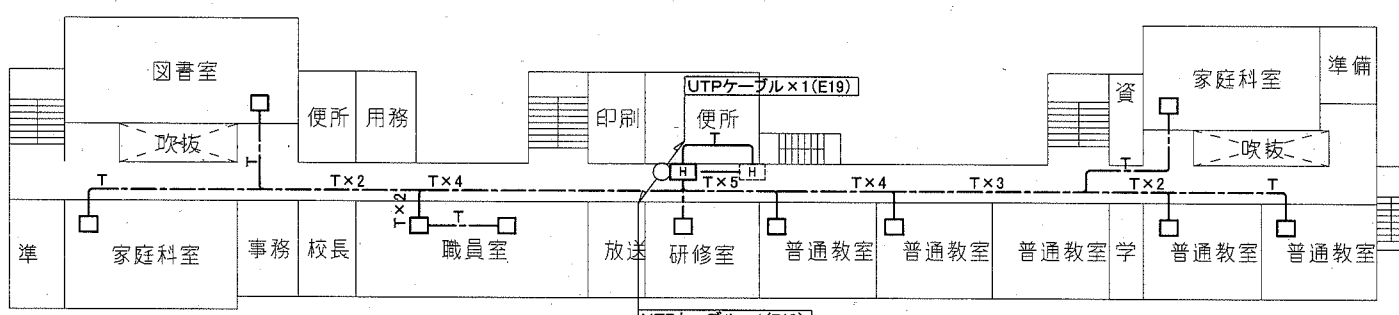 図書室
便所
用務
印刷
UTPケーブル×1(E19)
便所
資
家庭科室
準備
吹抜
吹抜
T
T
T
H
H
T
T×2
T×4
T×5
T×4
T×3
T×2
T
T×2
T
準
家庭科室
事務
校長
職員室
放送
研修室
普通教室
普通教室
普通教室
学
普通教室
普通教室